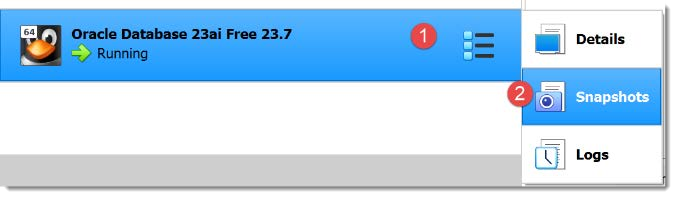 64
Oracle Database 23ai Free 23.7
Running
1
Details
2
Snapshots
Logs